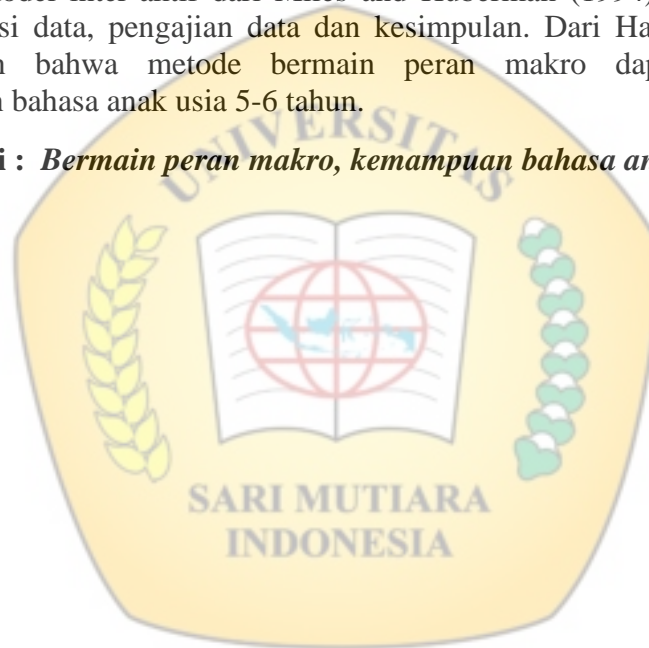 si data, pengajian data dan kesimpulan. Dari Ha
bahwa metode bermain peran makro dap
bahasa anak usia 5-6 tahun.
i : Bermain peran makro, kemampuan bahasa
UNIVERSITAS
SARI MUTIARA
INDONESIA